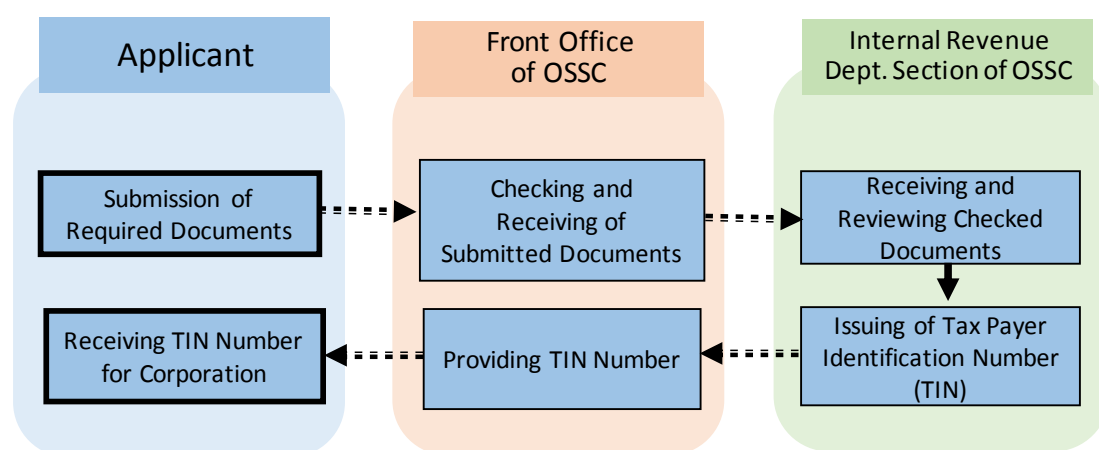 Applicant
Front Office
of OSSC
Internal Revenue
Dept. Section of OSSC
Submission of
Required Documents
Checking and
Receiving of
Submitted Documents
Receiving and
Reviewing Checked
Documents
Receiving TIN Number
for Corporation
Providing TIN Number
Issuing of Tax Payer
Identification Number
(TIN)